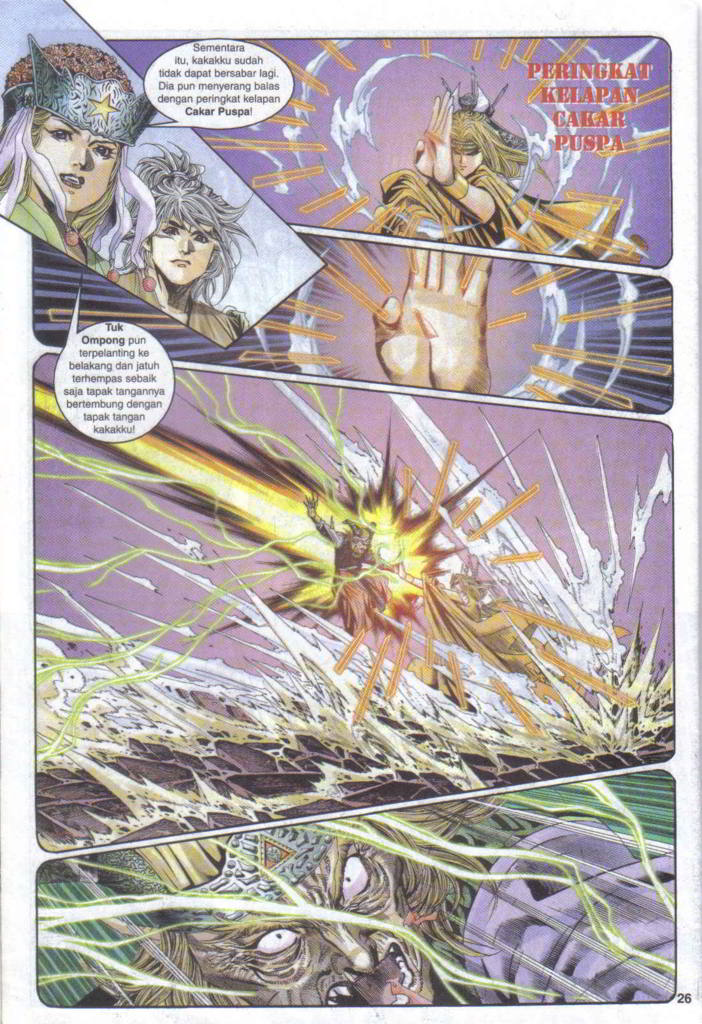 Sementara
itu, kakakku sudah
tidak dapat bersabar lagi.
Dia pun menyerang balas
dengan peringkat kelapan
Cakar Puspa!
PERINGKAT
KELAPAN
CAKAR
PUSPA
Tuk
Ompong pun
terpelanting ke
belakang dan jatuh
terhempas sebaik
saja tapak tangannya
bertembung dengan
tapak tangan
kakakku!
26